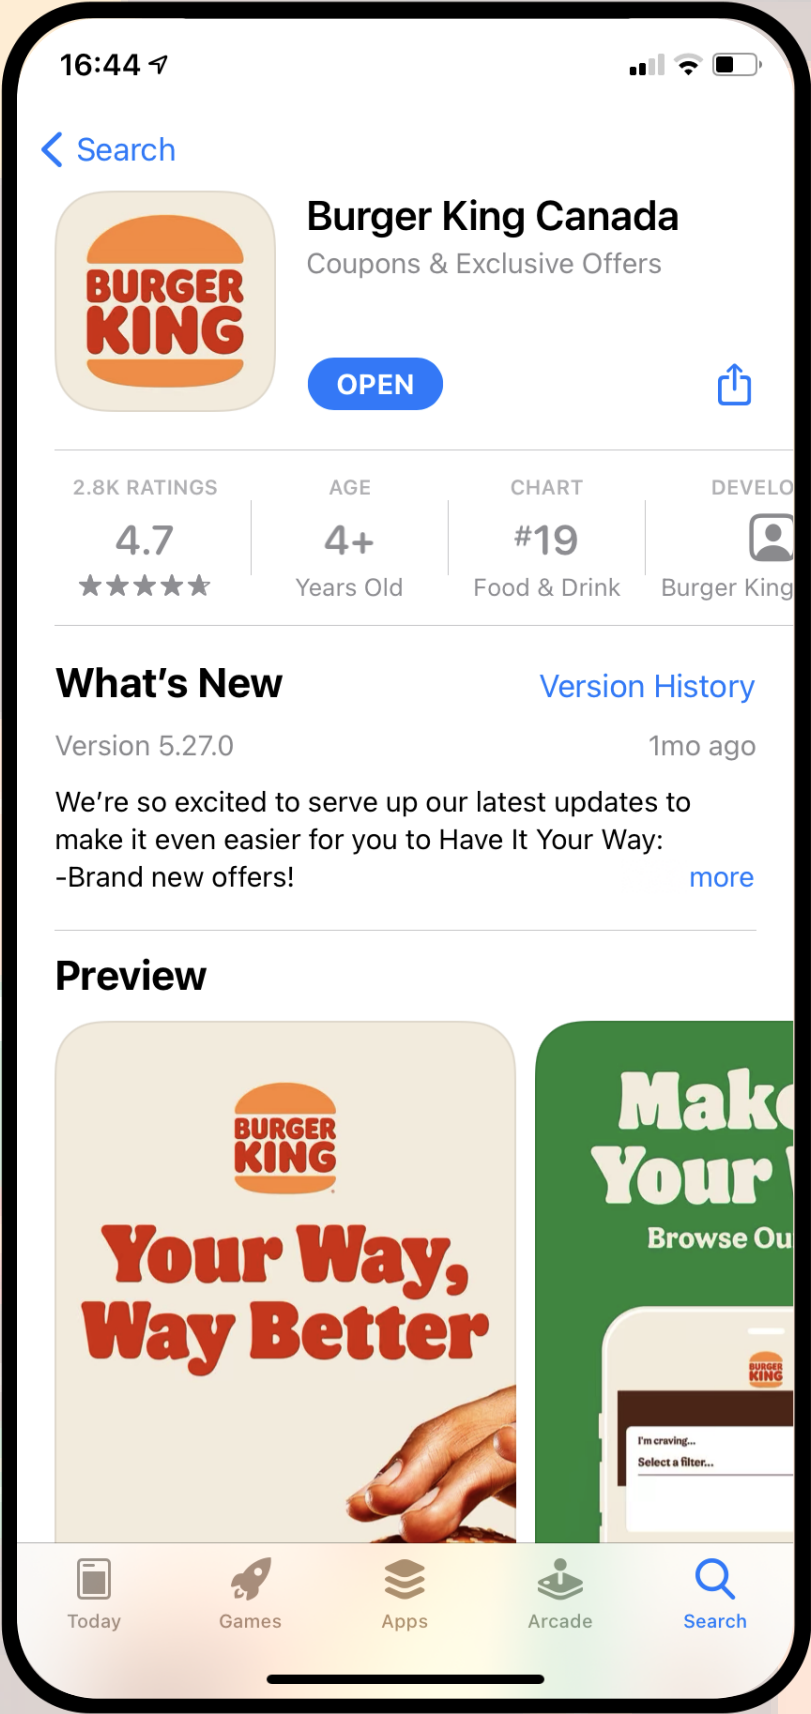 16:44
Search
BURGER
KING
Burger King Canada
Coupons & Exclusive Offers
OPEN
2.8K RATINGS
4.7
AGE
4+
Years Old
CHART
#19
Food & Drink
DEVELO
Burger King
What's New
Version History
Version 5.27.0
1mo ago
We're so excited to serve up our latest updates to
make it even easier for you to Have It Your Way:
-Brand new offers!
more
Preview
BURGER
KING
Your Way,
Way Better
Make
Your
Browse Ou
BURGER
KING
I'm craving...
Select a filter...
Today
Games
Apps
Arcade
Search